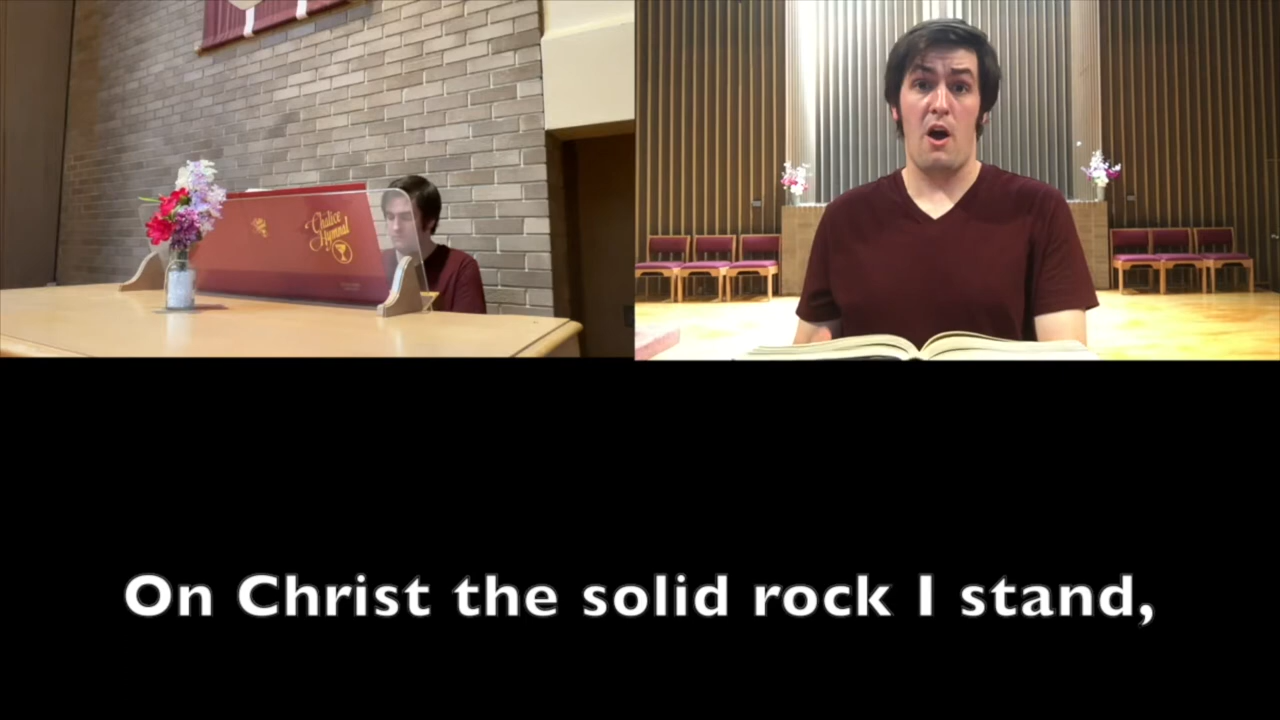 Chalice
Hymnal
On Christ the solid rock I stand,